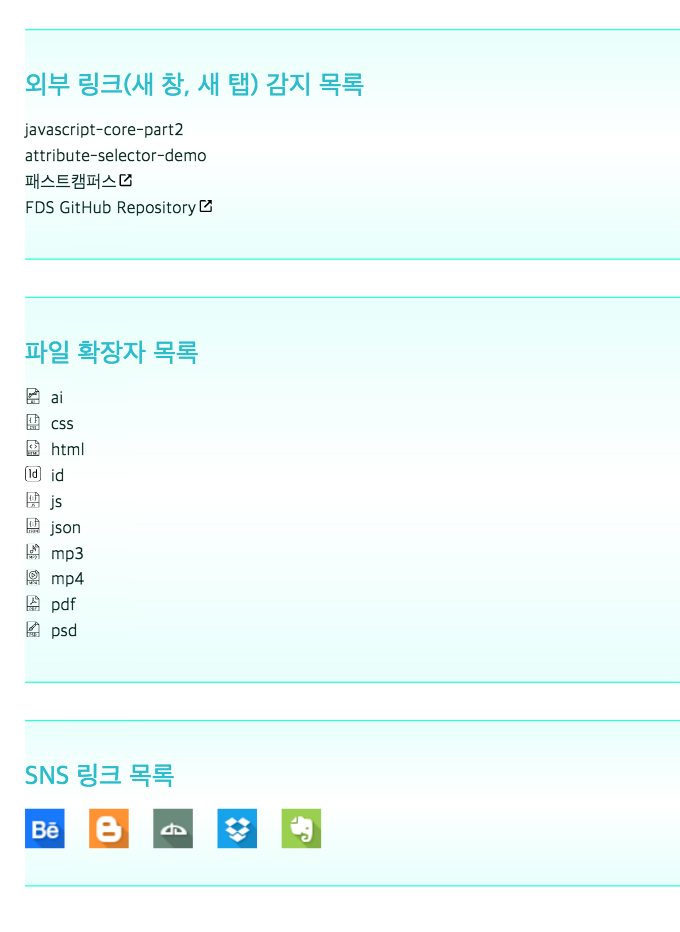 외부 링크(새 창, 새 탭) 감지 목록
javascript-core-part2
attribute-selector-demo
패스트캠퍼스
FDS GitHub Repository
파일 확장자 목록
ai
css
html
Id id
js
json
mp3
mp4
pdf
psd
SNS 링크 목록
Bē